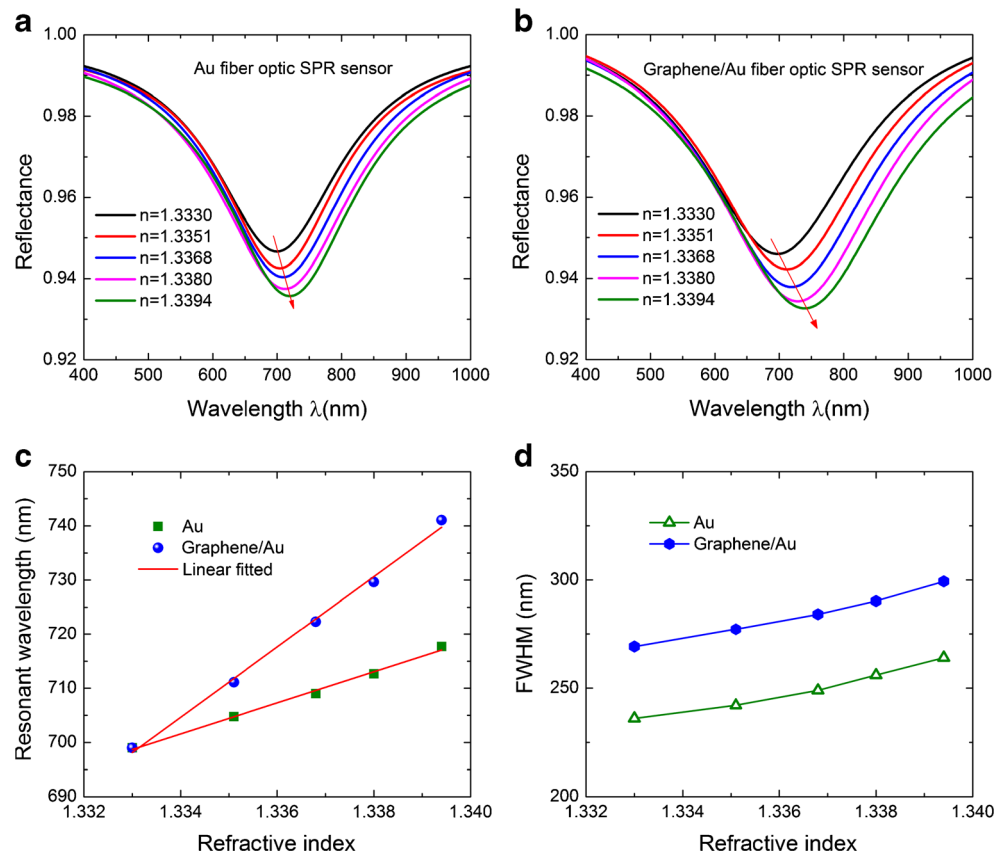 a
1.00
0.98
0.96
0.94
0.92
Reflectance
Au fiber optic SPR sensor
n=1.3330
n=1.3351
n=1.3368
n=1.3380
n=1.3394
400 500 600 700 800 900 1000
Wavelength λ(nm)
b
1.00
0.98
0.96
0.94
0.92
Reflectance
Graphene/Au fiber optic SPR sensor
n=1.3330
n=1.3351
n=1.3368
n=1.3380
n=1.3394
400 500 600 700 800 900 1000
Wavelength λ(nm)
c
750
740
730
720
710
700
690
Resonant wavelength (nm)
Au
Graphene/Au
Linear fitted
1.332 1.334 1.336 1.338 1.340
Refractive index
d
350
300
250
200
FWHM (nm)
Au
Graphene/Au
1.332 1.334 1.336 1.338 1.340
Refractive index